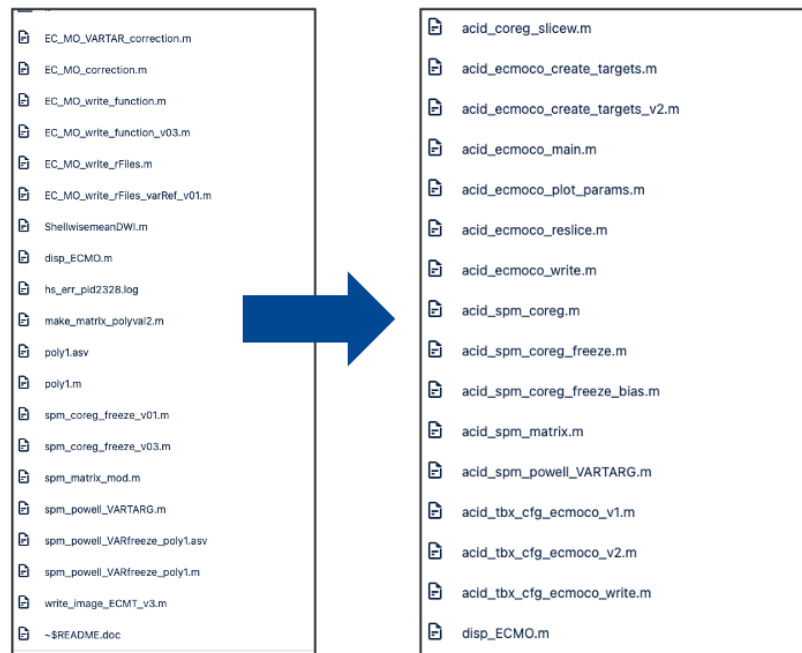 EC_MO_VARTAR_correction.m
EC_MO_correction.m
EC_MO_write_function.m
EC_MO_write_function_v03.m
EC_MO_write_rFiles.m
EC_MO_write_rFiles_varRef_v01.m
ShellwisemeanDWI.m
disp_ECMO.m
hs_err_pid2328.log
make_matrix_polyval2.m
poly1.asv
poly1.m
spm_coreg_freeze_v01.m
spm_coreg_freeze_v03.m
spm_matrix_mod.m
spm_powell_VARTARG.m
spm_powell_VARfreeze_poly1.asv
spm_powell_VARfreeze_poly1.m
write_image_ECMT_v3.m
~$README.doc
acid_coreg_slicew.m
acid_ecmoco_create_targets.m
acid_ecmoco_create_targets_v2.m
acid_ecmoco_main.m
acid_ecmoco_plot_params.m
acid_ecmoco_reslice.m
acid_ecmoco_write.m
acid_spm_coreg.m
acid_spm_coreg_freeze.m
acid_spm_coreg_freeze_bias.m
acid_spm_matrix.m
acid_spm_powell_VARTARG.m
acid_tbx_cfg_ecmoco_v1.m
acid_tbx_cfg_ecmoco_v2.m
acid_tbx_cfg_ecmoco_write.m
disp_ECMO.m